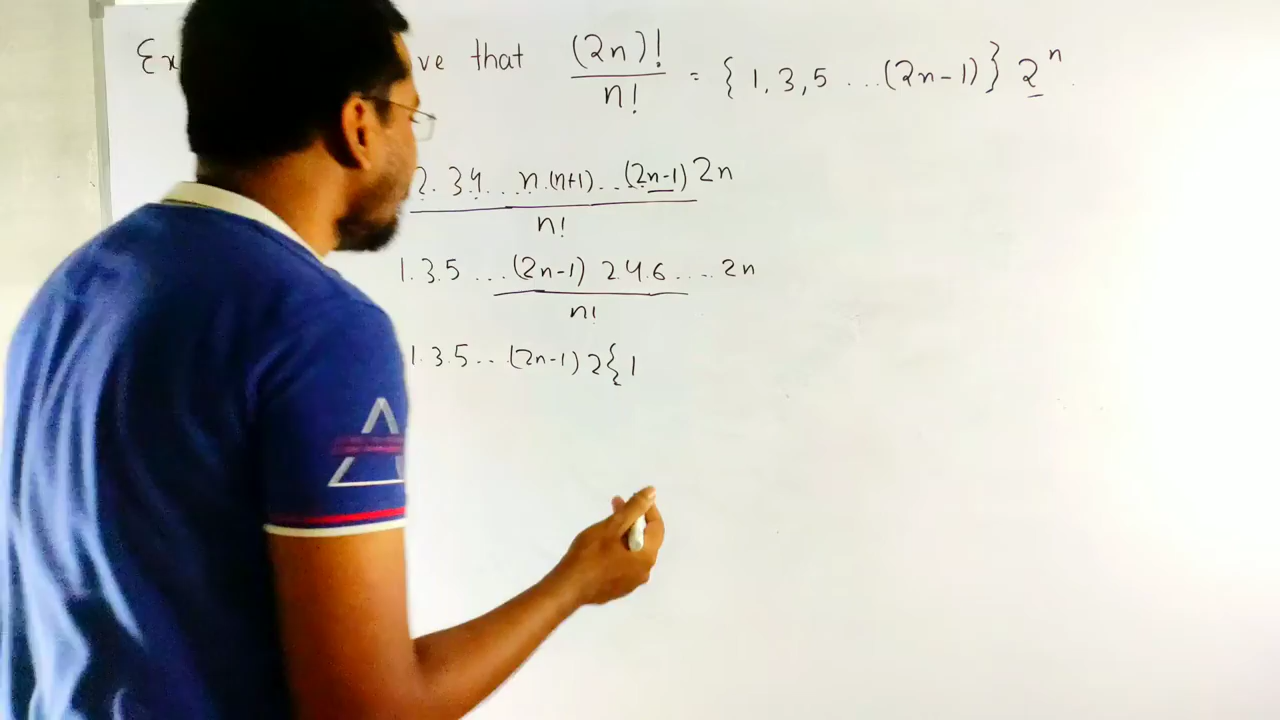 ve that (2n)!/n! = {1,3,5 ...(2n-1)} 2ⁿ
2. 3 4... n.(n+1)...(2n-1) 2n / n!
1.3.5 ...(2n-1) 2.4.6 .... 2n / n!
1.3.5...(2n-1) 2{1